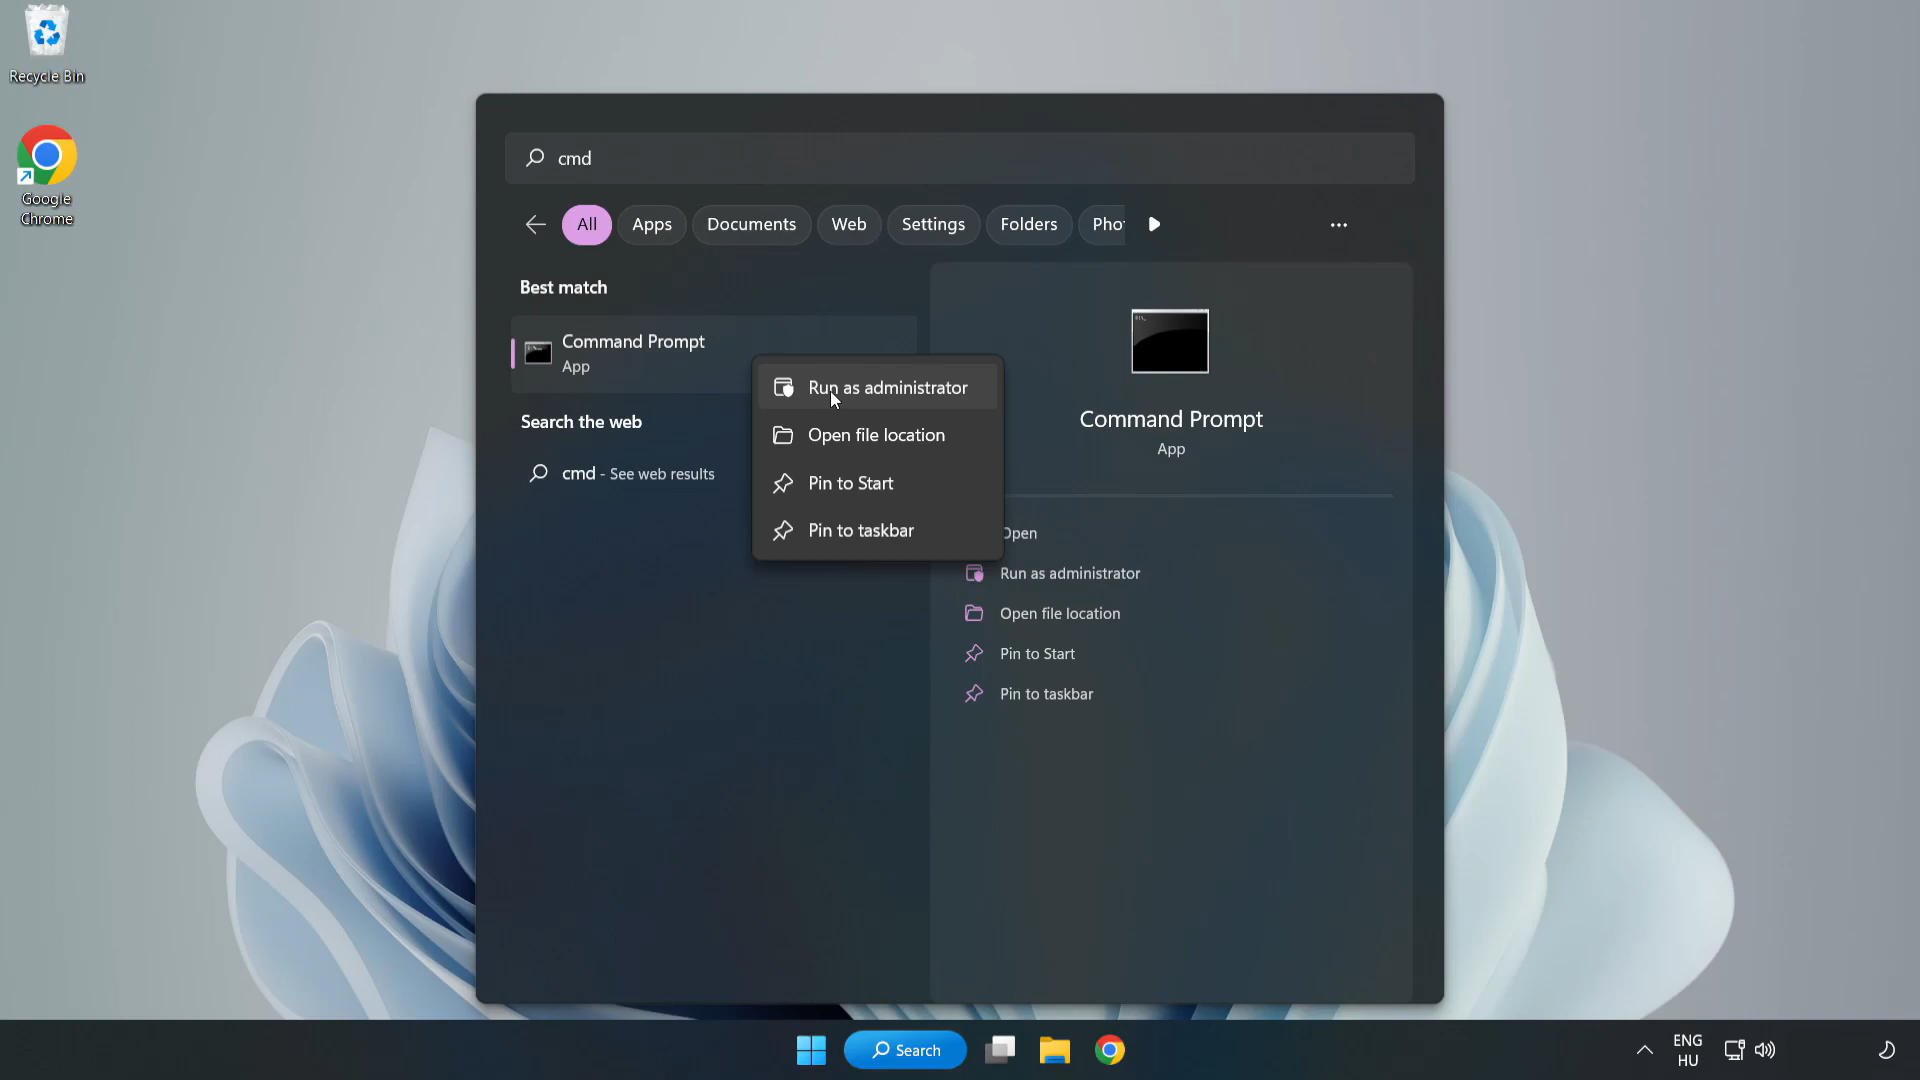 Recycle Bin
Google
Chrome
cmd
All
Apps
Documents
Web
Settings
Folders
Pho
Best match
Command Prompt
App
Search the web
cmd - See web results
Run as administrator
Open file location
Pin to Start
Pin to taskbar
Command Prompt
App
Open
Run as administrator
Open file location
Pin to Start
Pin to taskbar
Search
ENG
HU